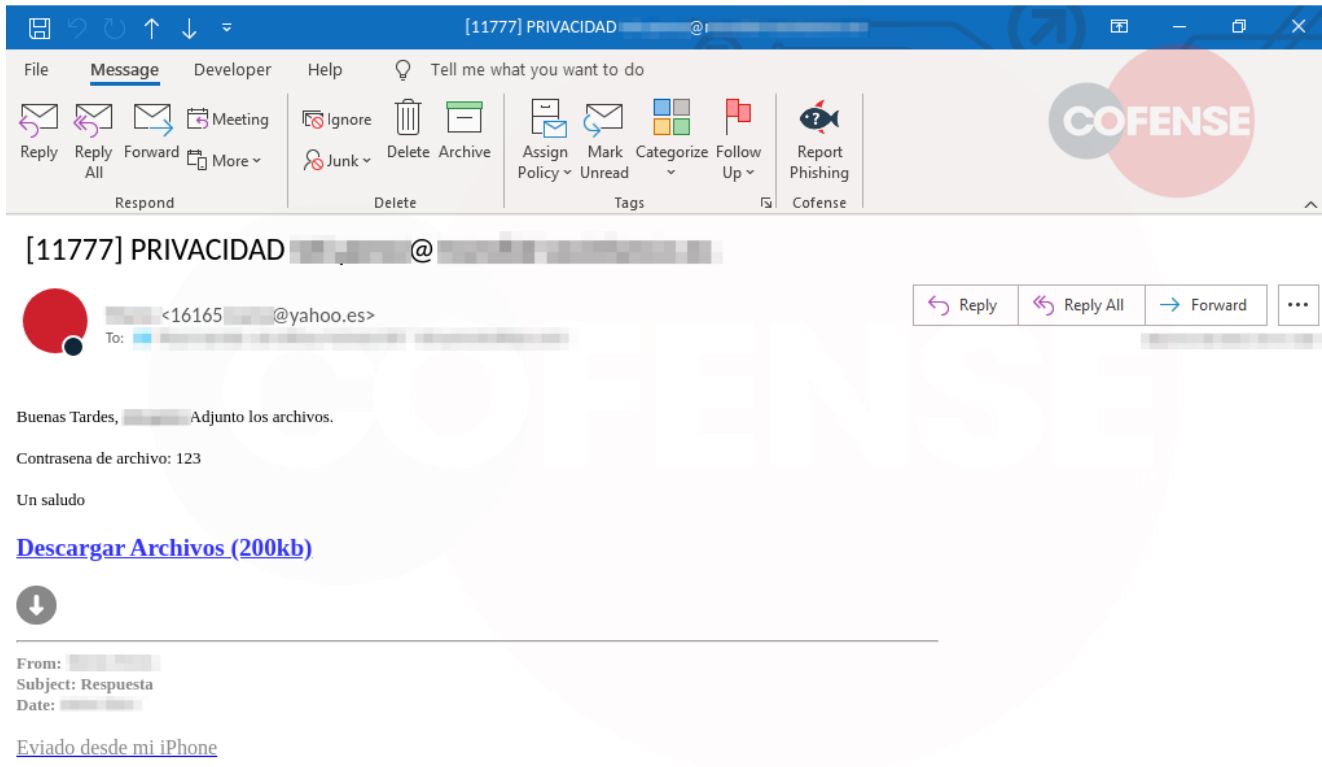 [11777] PRIVACIDAD @
File Message Developer Help Tell me what you want to do
COFENSE
Reply Reply All Forward Meeting More
Ignore Junk Delete Archive
Assign Policy Mark Unread Categorize Follow Up
Report Phishing
Respond Delete Tags Cofense
[11777] PRIVACIDAD @
<16165 @yahoo.es>
Reply Reply All Forward ...
To:
Buenas Tardes, Adjunto los archivos.
Contrasena de archivo: 123
Un saludo
Descargar Archivos (200kb)
From:
Subject: Respuesta
Date:
Eviado desde mi iPhone
COFENSE